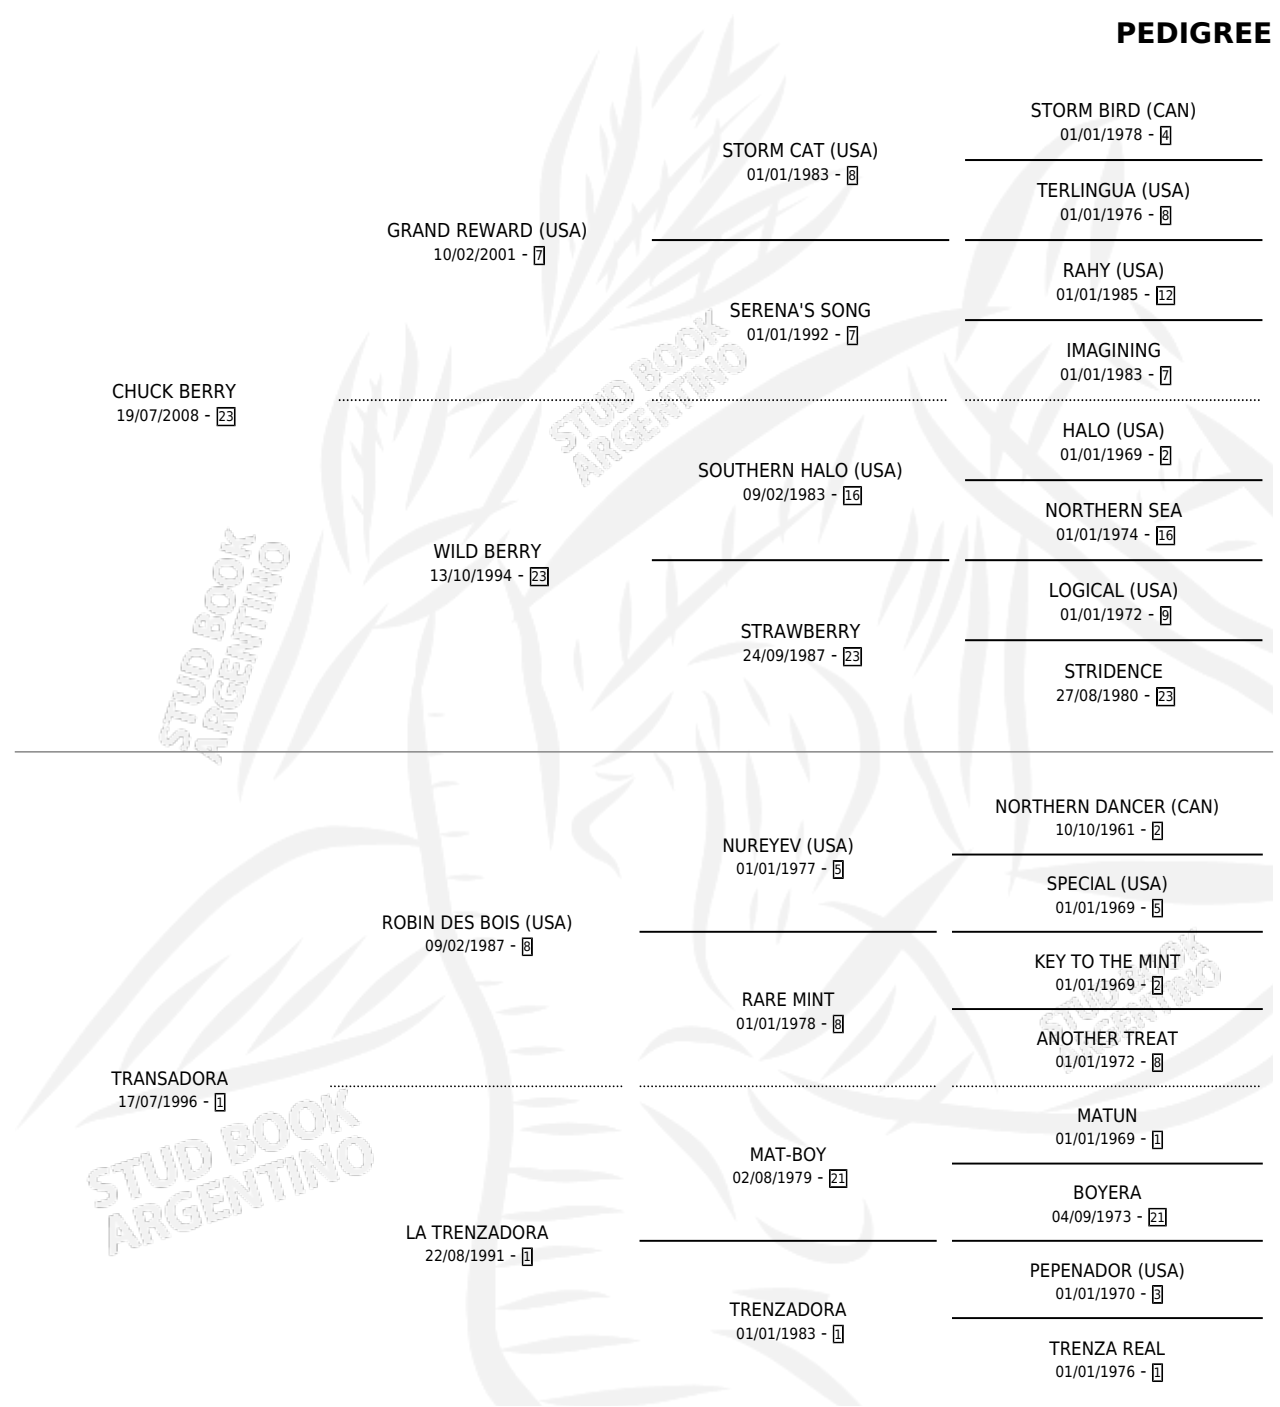 PEDIGREE
STORM BIRD (CAN)
01/01/1978 - 4
STORM CAT (USA)
01/01/1983 - 8
TERLINGUA (USA)
01/01/1976 - 8
GRAND REWARD (USA)
10/02/2001 - 7
RAHY (USA)
01/01/1985 - 12
SERENA'S SONG
01/01/1992 - 7
IMAGINING
01/01/1983 - 7
CHUCK BERRY
19/07/2008 - 23
HALO (USA)
01/01/1969 - 2
SOUTHERN HALO (USA)
09/02/1983 - 16
NORTHERN SEA
01/01/1974 - 16
WILD BERRY
13/10/1994 - 23
LOGICAL (USA)
01/01/1972 - 9
STRAWBERRY
24/09/1987 - 23
STRIDENCE
27/08/1980 - 23
NORTHERN DANCER (CAN)
10/10/1961 - 2
NUREYEV (USA)
01/01/1977 - 5
SPECIAL (USA)
01/01/1969 - 5
ROBIN DES BOIS (USA)
09/02/1987 - 8
KEY TO THE MINT
01/01/1969 - 2
RARE MINT
01/01/1978 - 8
ANOTHER TREAT
01/01/1972 - 8
TRANSADORA
17/07/1996 - 1
MATUN
01/01/1969 - 1
MAT-BOY
02/08/1979 - 21
BOYERA
04/09/1973 - 21
LA TRENZADORA
22/08/1991 - 1
PEPENADOR (USA)
01/01/1970 - 3
TRENZADORA
01/01/1983 - 1
TRENZA REAL
01/01/1976 - 1
STUD BOOK
ARGENTINO
STUD BOOK
ARGENTINO
STUD BOOK
ARGENTINO
STUD BOOK
ARGENTINO